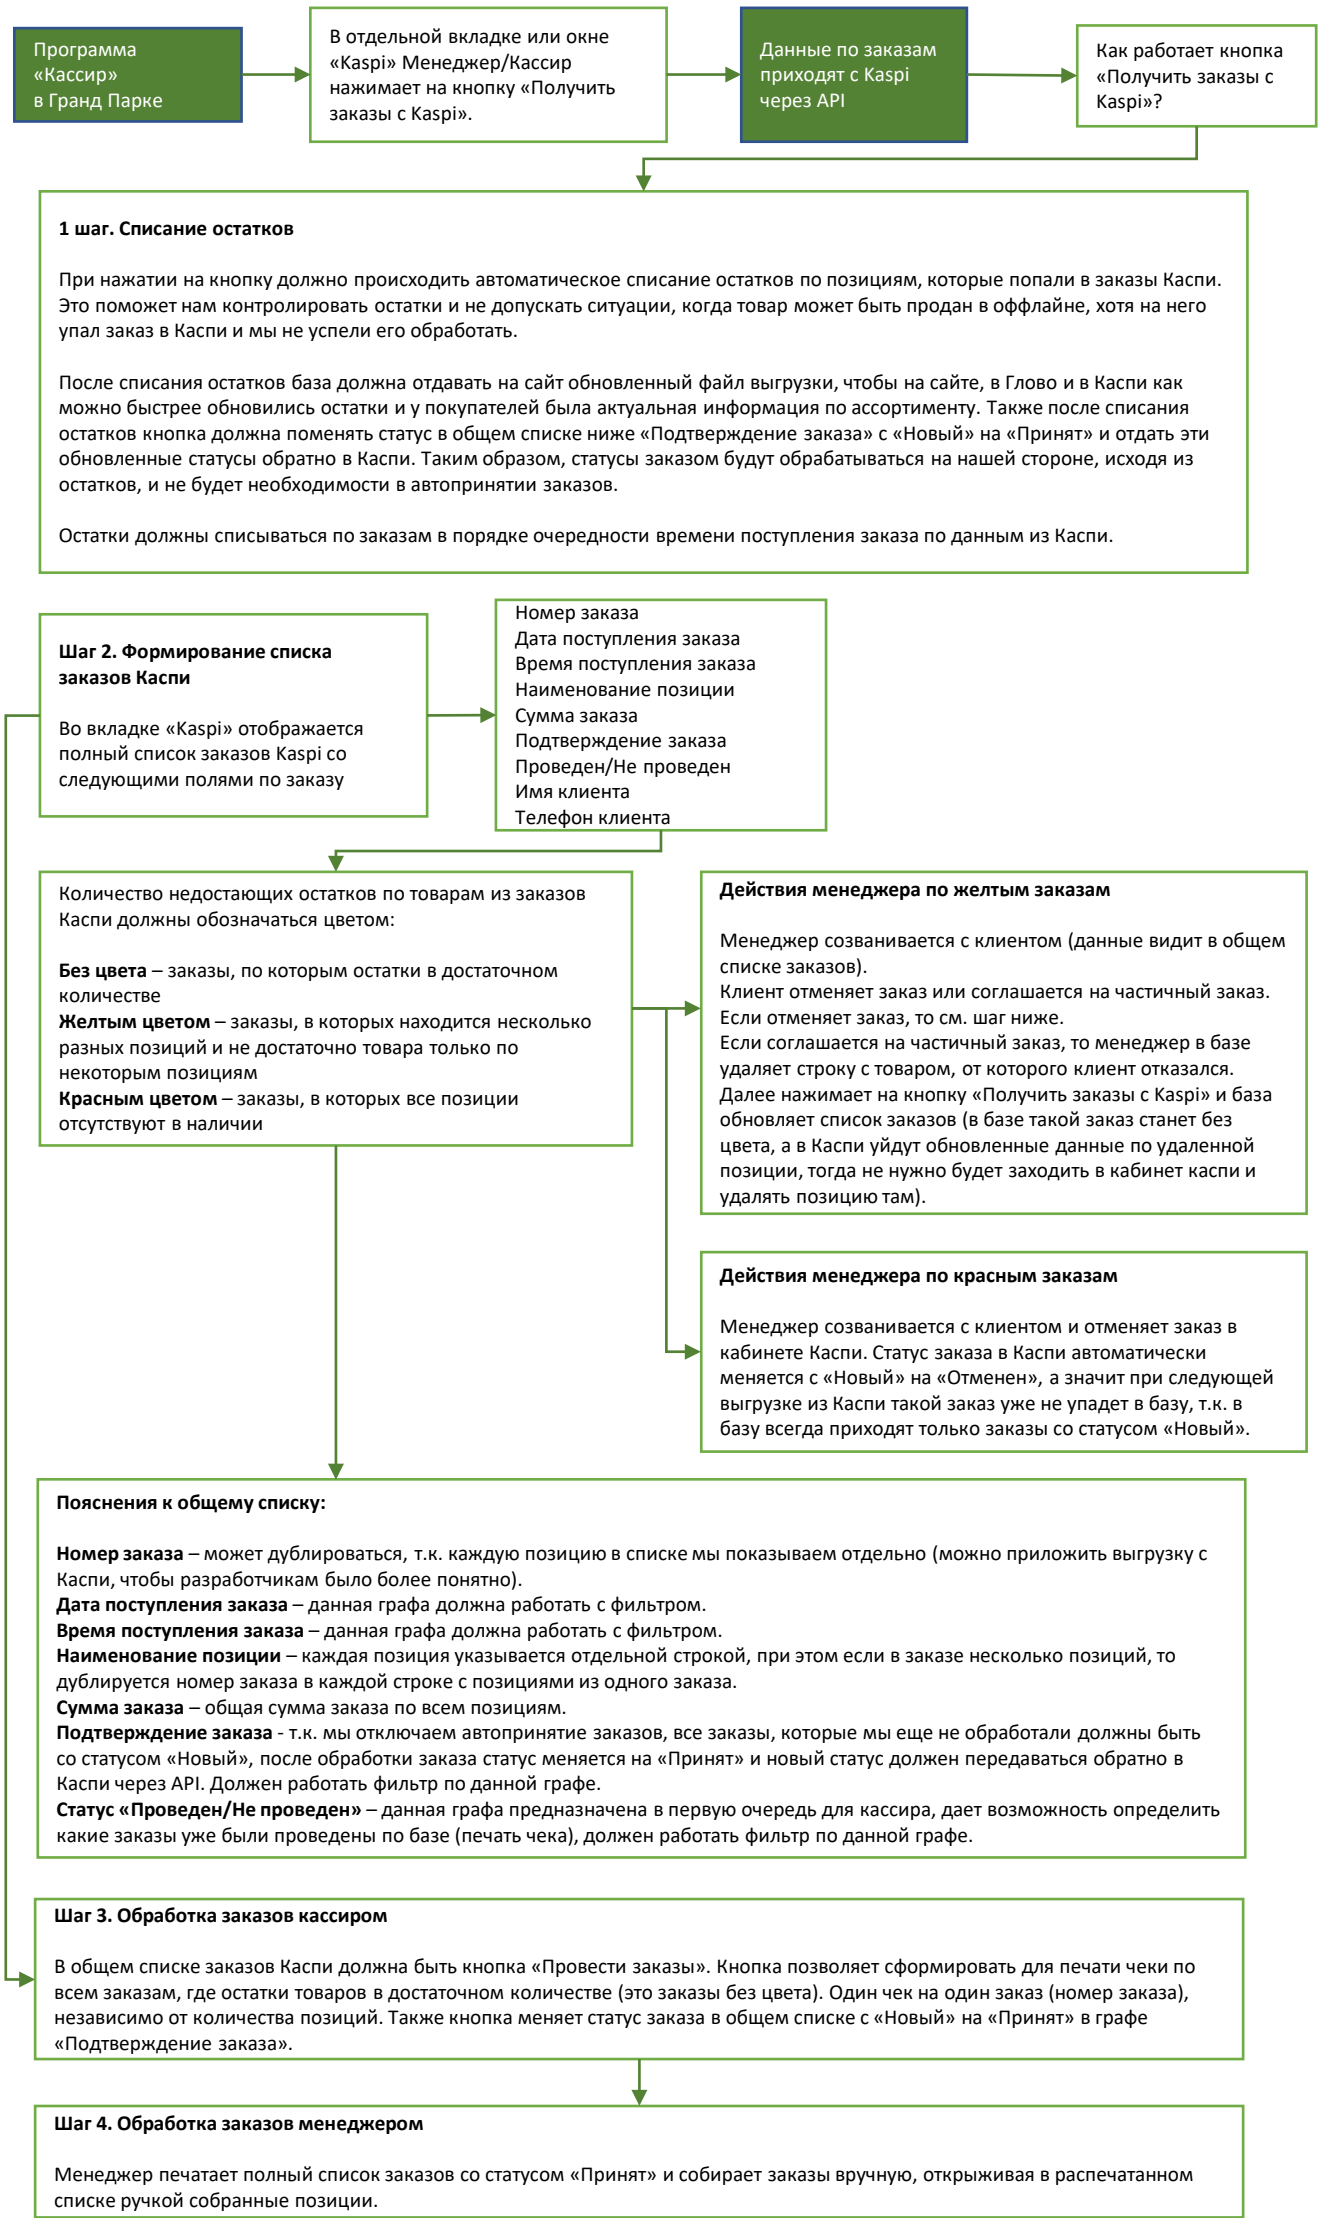 Программа
«Кассир»
в Гранд Парке
В отдельной вкладке или окне
«Kaspi» Менеджер/Кассир
нажимает на кнопку «Получить
заказы с Kaspi».
Данные по заказам
приходят с Kaspi
через API
Как работает кнопка
«Получить заказы с
Kaspi»?
1 шаг. Списание остатков
При нажатии на кнопку должно происходить автоматическое списание остатков по позициям, которые попали в заказы Каспи.
Это поможет нам контролировать остатки и не допускать ситуации, когда товар может быть продан в оффлайне, хотя на него
упал заказ в Каспи и мы не успели его обработать.
После списания остатков база должна отдавать на сайт обновленный файл выгрузки, чтобы на сайте, в Глово и в Каспи как
можно быстрее обновились остатки и у покупателей была актуальная информация по ассортименту. Также после списания
остатков кнопка должна поменять статус в общем списке ниже «Подтверждение заказа» с «Новый» на «Принят» и отдать эти
обновленные статусы обратно в Каспи. Таким образом, статусы заказом будут обрабатываться на нашей стороне, исходя из
остатков, и не будет необходимости в автопринятии заказов.
Остатки должны списываться по заказам в порядке очередности времени поступления заказа по данным из Каспи.
Шаг 2. Формирование списка
заказов Каспи
Во вкладке «Kaspi» отображается
полный список заказов Kaspi со
следующими полями по заказу
Номер заказа
Дата поступления заказа
Время поступления заказа
Наименование позиции
Сумма заказа
Подтверждение заказа
Проведен/Не проведен
Имя клиента
Телефон клиента
Количество недостающих остатков по товарам из заказов
Каспи должны обозначаться цветом:
Без цвета – заказы, по которым остатки в достаточном
количестве
Желтым цветом – заказы, в которых находится несколько
разных позиций и не достаточно товара только по
некоторым позициям
Красным цветом – заказы, в которых все позиции
отсутствуют в наличии
Действия менеджера по желтым заказам
Менеджер созванивается с клиентом (данные видит в общем
списке заказов).
Клиент отменяет заказ или соглашается на частичный заказ.
Если отменяет заказ, то см. шаг ниже.
Если соглашается на частичный заказ, то менеджер в базе
удаляет строку с товаром, от которого клиент отказался.
Далее нажимает на кнопку «Получить заказы с Kaspi» и база
обновляет список заказов (в базе такой заказ станет без
цвета, а в Каспи уйдут обновленные данные по удаленной
позиции, тогда не нужно будет заходить в кабинет каспи и
удалять позицию там).
Действия менеджера по красным заказам
Менеджер созванивается с клиентом и отменяет заказ в
кабинете Каспи. Статус заказа в Каспи автоматически
меняется с «Новый» на «Отменен», а значит при следующей
выгрузке из Каспи такой заказ уже не упадет в базу, т.к. в
базу всегда приходят только заказы со статусом «Новый».
Пояснения к общему списку:
Номер заказа – может дублироваться, т.к. каждую позицию в списке мы показываем отдельно (можно приложить выгрузку с
Каспи, чтобы разработчикам было более понятно).
Дата поступления заказа – данная графа должна работать с фильтром.
Время поступления заказа – данная графа должна работать с фильтром.
Наименование позиции – каждая позиция указывается отдельной строкой, при этом если в заказе несколько позиций, то
дублируется номер заказа в каждой строке с позициями из одного заказа.
Сумма заказа – общая сумма заказа по всем позициям.
Подтверждение заказа - т.к. мы отключаем автопринятие заказов, все заказы, которые мы еще не обработали должны быть
со статусом «Новый», после обработки заказа статус меняется на «Принят» и новый статус должен передаваться обратно в
Каспи через API. Должен работать фильтр по данной графе.
Статус «Проведен/Не проведен» – данная графа предназначена в первую очередь для кассира, дает возможность определить
какие заказы уже были проведены по базе (печать чека), должен работать фильтр по данной графе.
Шаг 3. Обработка заказов кассиром
В общем списке заказов Каспи должна быть кнопка «Провести заказы». Кнопка позволяет сформировать для печати чеки по
всем заказам, где остатки товаров в достаточном количестве (это заказы без цвета). Один чек на один заказ (номер заказа),
независимо от количества позиций. Также кнопка меняет статус заказа в общем списке с «Новый» на «Принят» в графе
«Подтверждение заказа».
Шаг 4. Обработка заказов менеджером
Менеджер печатает полный список заказов со статусом «Принят» и собирает заказы вручную, открыживая в распечатанном
списке ручкой собранные позиции.